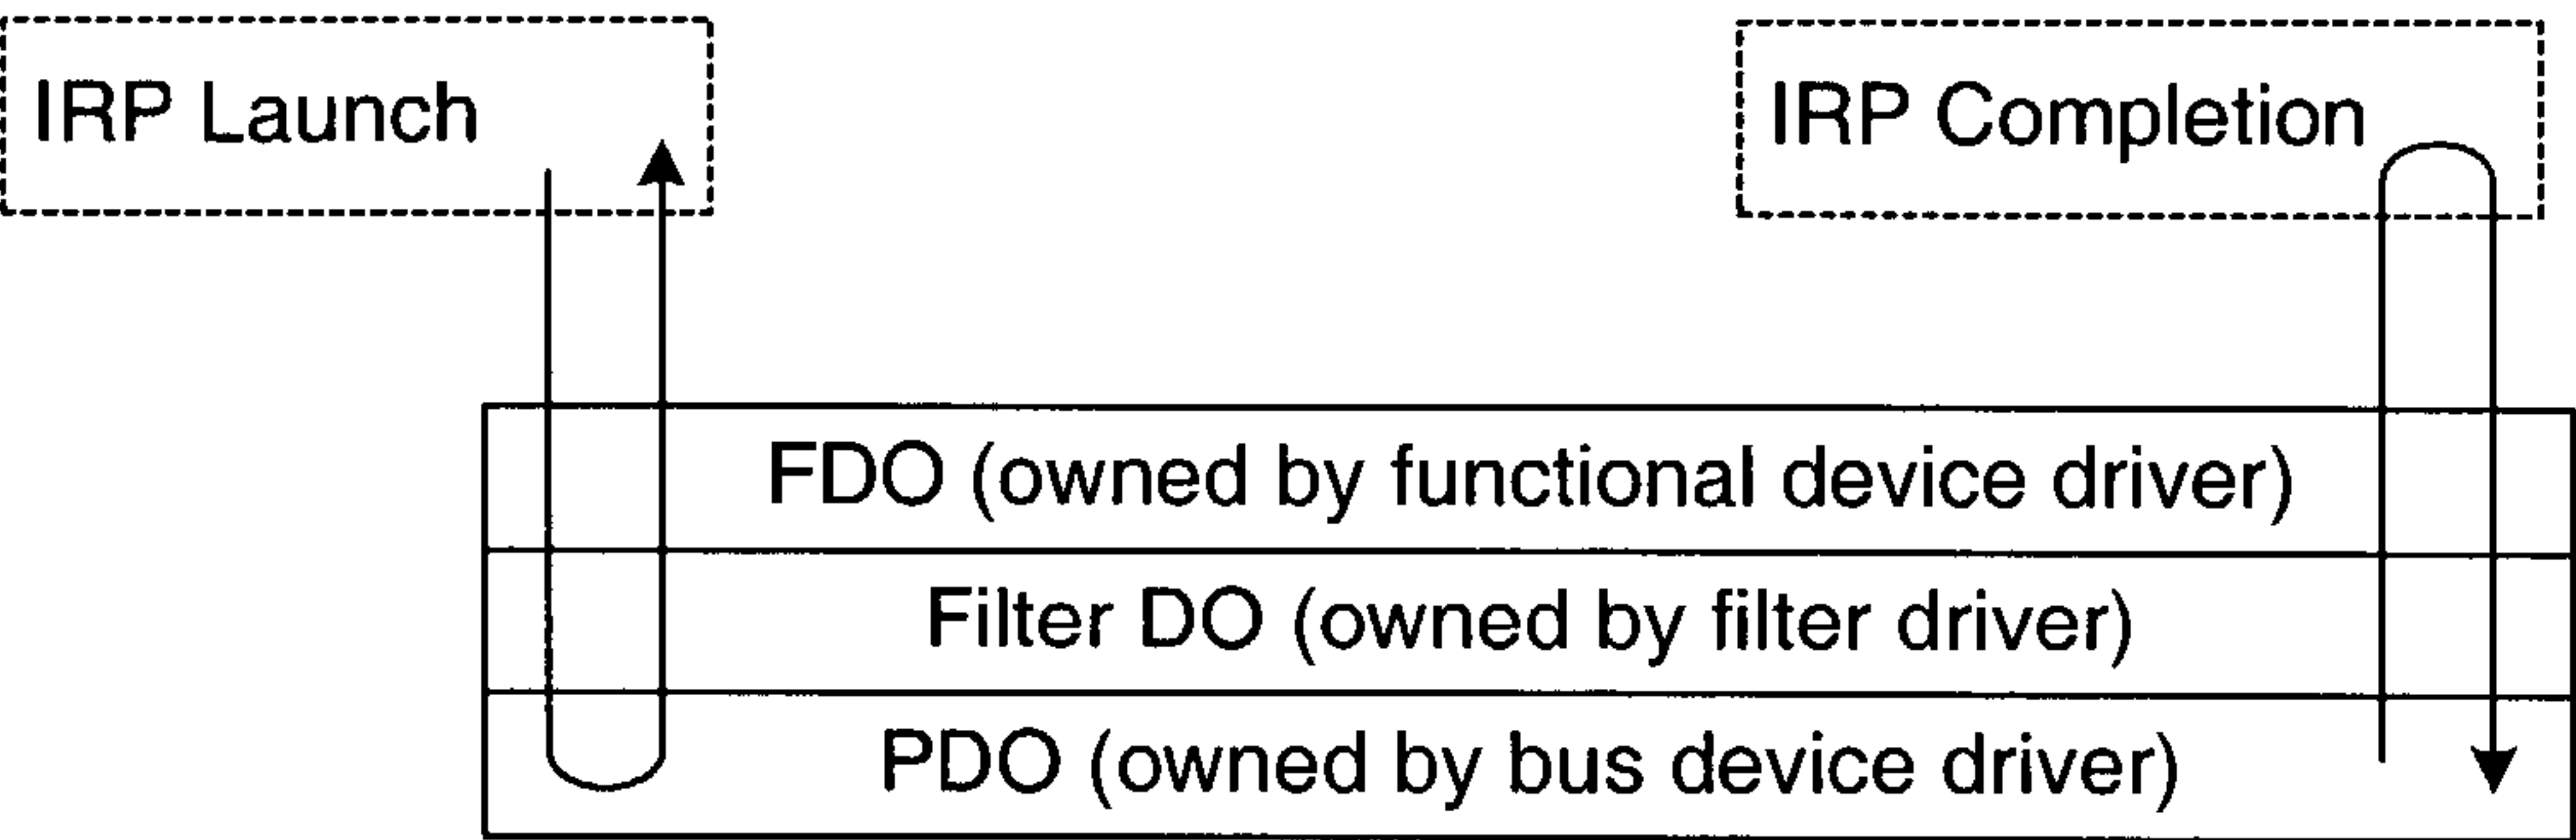 IRP Launch
IRP Completion
FDO (owned by functional device driver)
Filter DO (owned by filter driver)
PDO (owned by bus device driver)